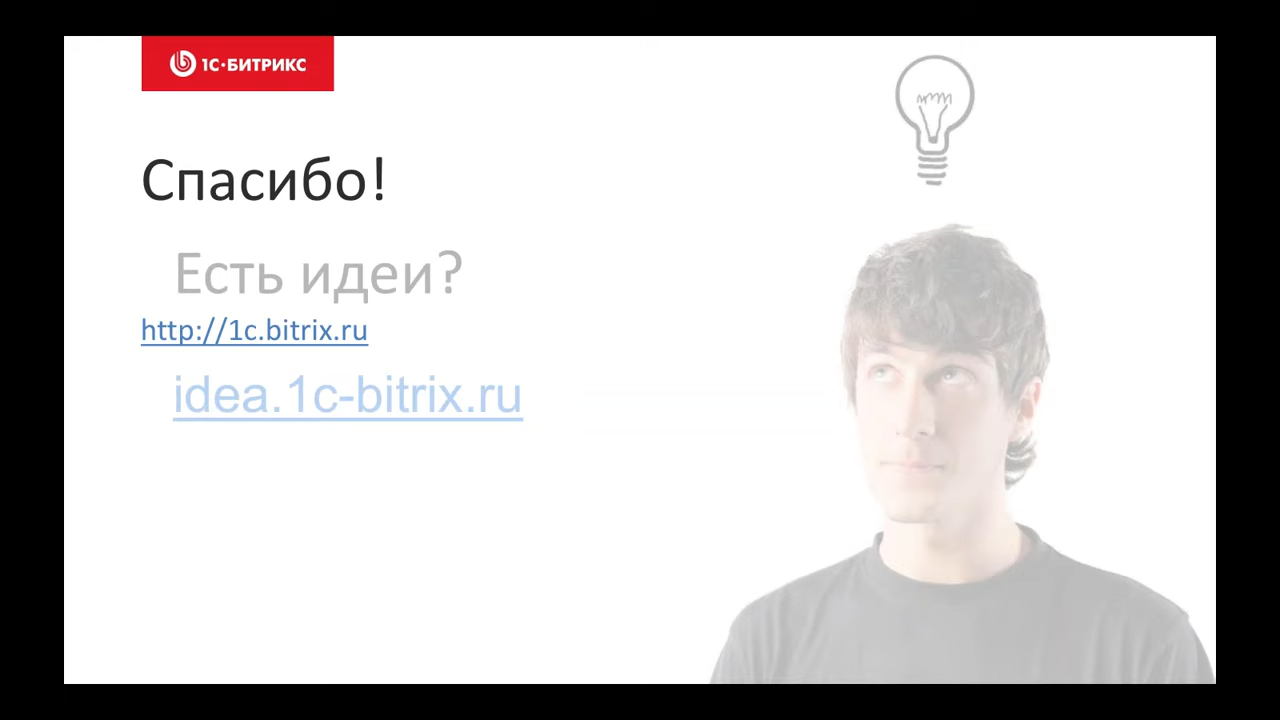 1С·БИТРИКС
Спасибо!
Есть идеи?
http://1c.bitrix.ru
idea.1c-bitrix.ru